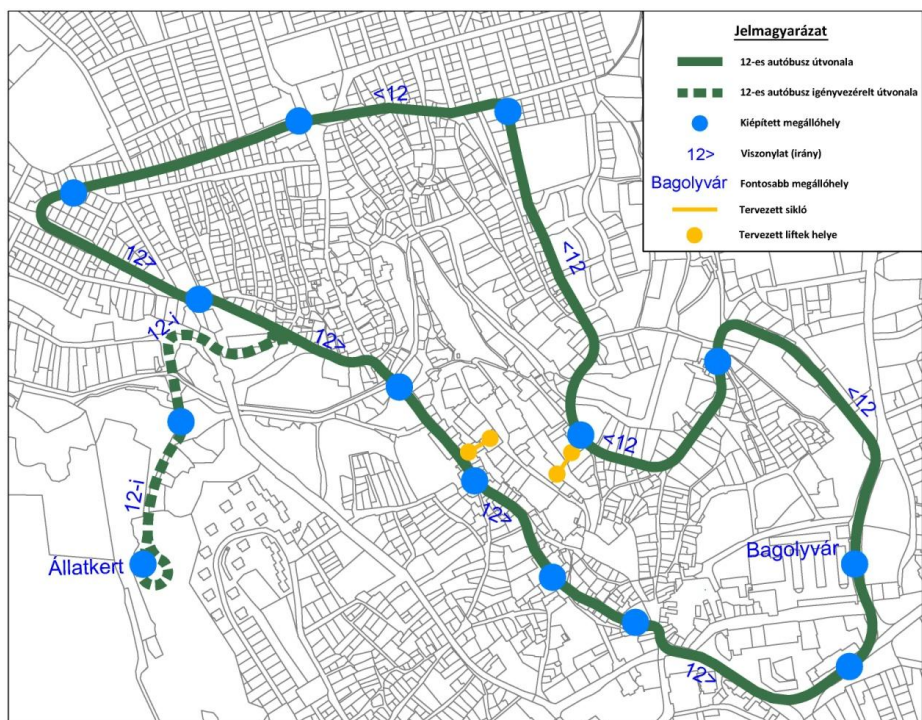 Jelmagyarázat
12-es autóbusz útvonala
12-es autóbusz igényvezérelt útvonala
Kiépített megállóhely
12> Viszonylat (irány)
Bagolyvár Fontosabb megállóhely
Tervezett sikló
Tervezett liftek helye
<12
12>
<12
12-i
12>
<12
<12
12-i
12>
Állatkert
Bagolyvár
12>